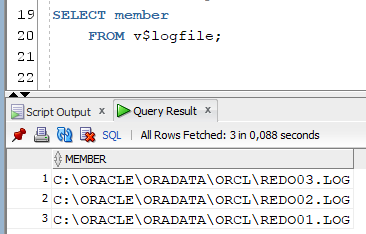 19 SELECT member
20 FROM v$logfile;
21
22
Script Output x Query Result x
SQL | All Rows Fetched: 3 in 0,088 seconds
MEMBER
1 C:\ORACLE\ORADATA\ORCL\REDO03.LOG
2 C:\ORACLE\ORADATA\ORCL\REDO02.LOG
3 C:\ORACLE\ORADATA\ORCL\REDO01.LOG